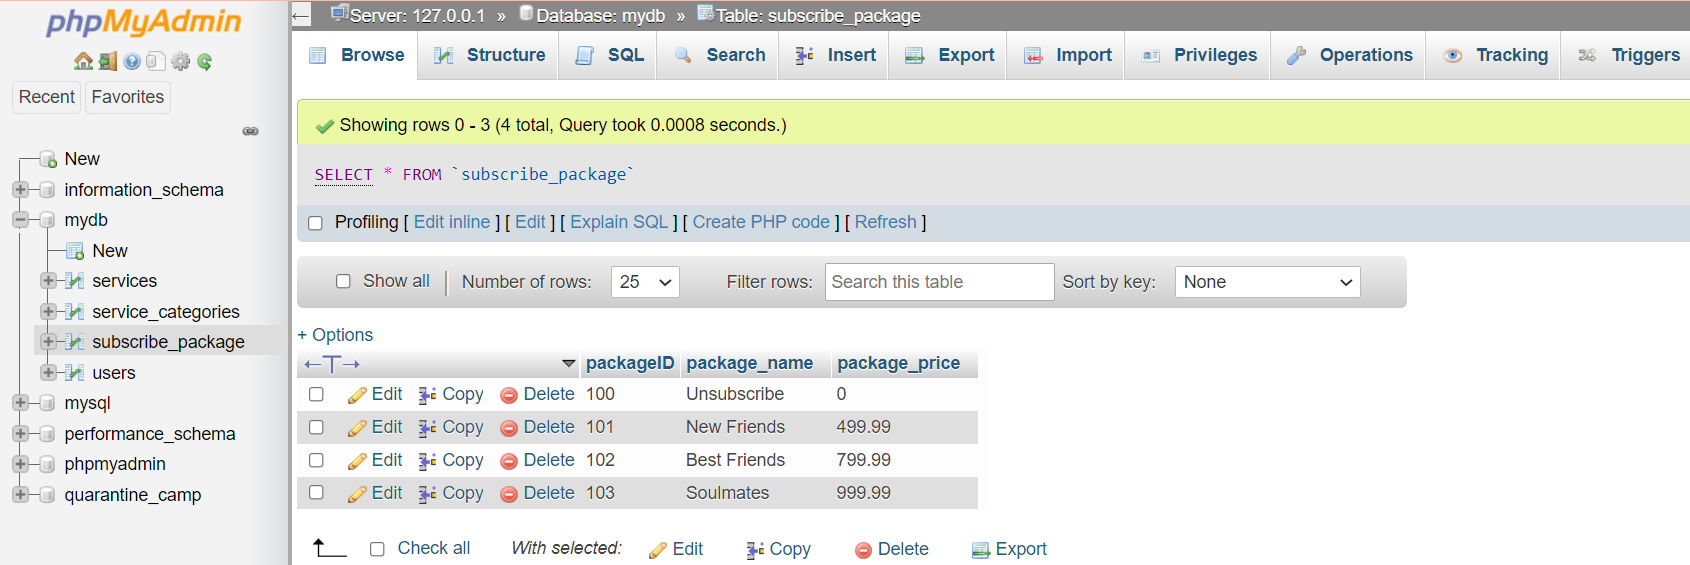 phpMyAdmin
Recent Favorites
New
information_schema
mydb
New
services
service_categories
subscribe_package
users
mysql
performance_schema
phpmyadmin
quarantine_camp
← Server: 127.0.0.1 » Database: mydb » Table: subscribe_package
Browse Structure SQL Search Insert Export Import Privileges Operations Tracking Triggers
Showing rows 0 - 3 (4 total, Query took 0.0008 seconds.)
SELECT * FROM `subscribe_package`
Profiling [ Edit inline ] [ Edit ] [ Explain SQL ] [ Create PHP code ] [ Refresh ]
Show all | Number of rows: 25 Filter rows: Search this table Sort by key: None
+ Options
←T→ packageID package_name package_price
Edit Copy Delete 100 Unsubscribe 0
Edit Copy Delete 101 New Friends 499.99
Edit Copy Delete 102 Best Friends 799.99
Edit Copy Delete 103 Soulmates 999.99
Check all With selected: Edit Copy Delete Export